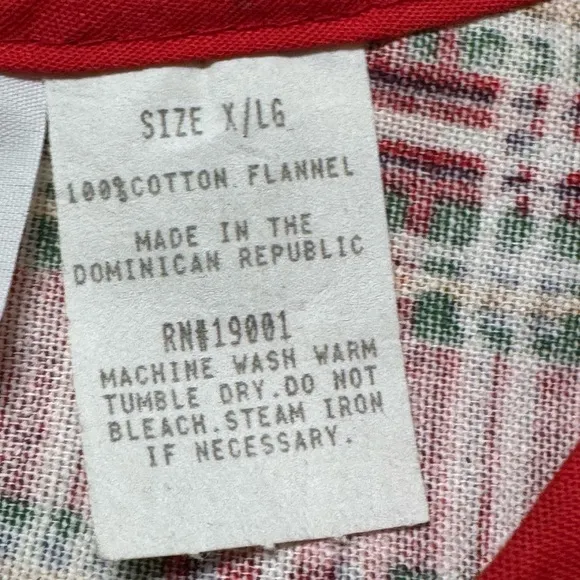 SIZE X/LG
100%COTTON FLANNEL
MADE IN THE
DOMINICAN REPUBLIC
RN#19001
MACHINE WASH WARM
TUMBLE DRY.DO NOT
BLEACH.STEAM IRON
IF NECESSARY.